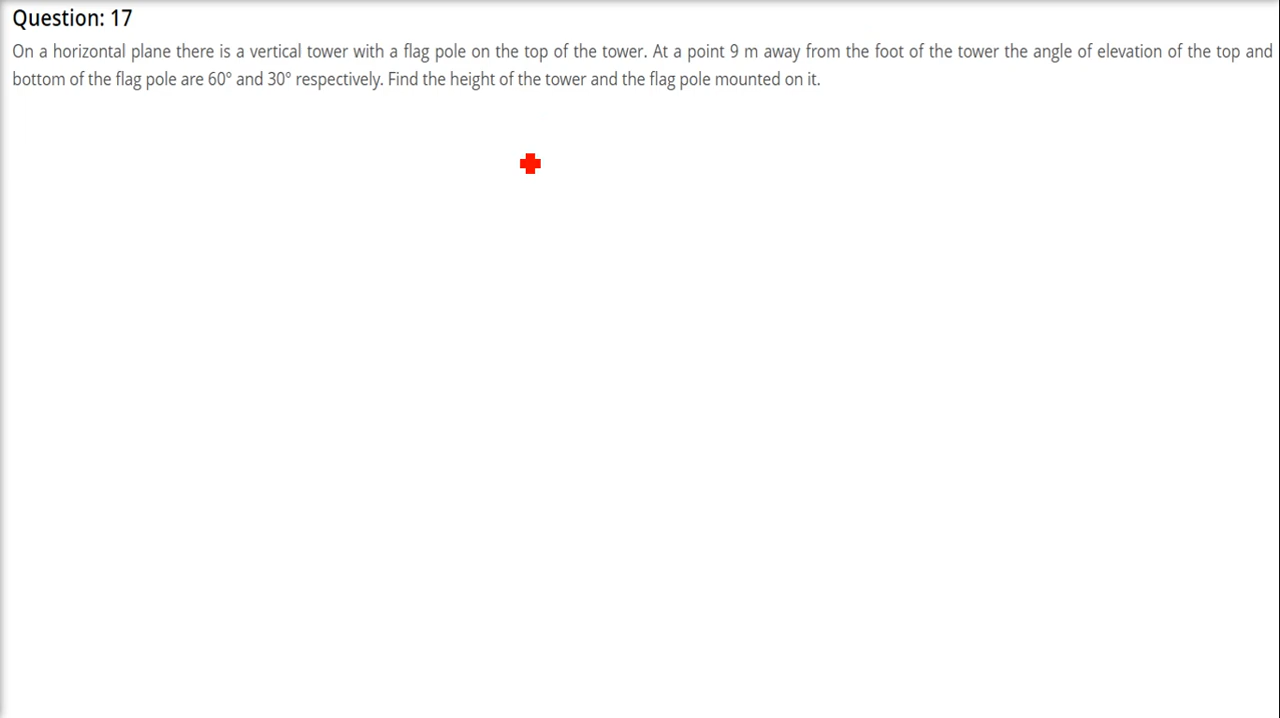 Question: 17
On a horizontal plane there is a vertical tower with a flag pole on the top of the tower. At a point 9 m away from the foot of the tower the angle of elevation of the top and
bottom of the flag pole are 60° and 30° respectively. Find the height of the tower and the flag pole mounted on it.